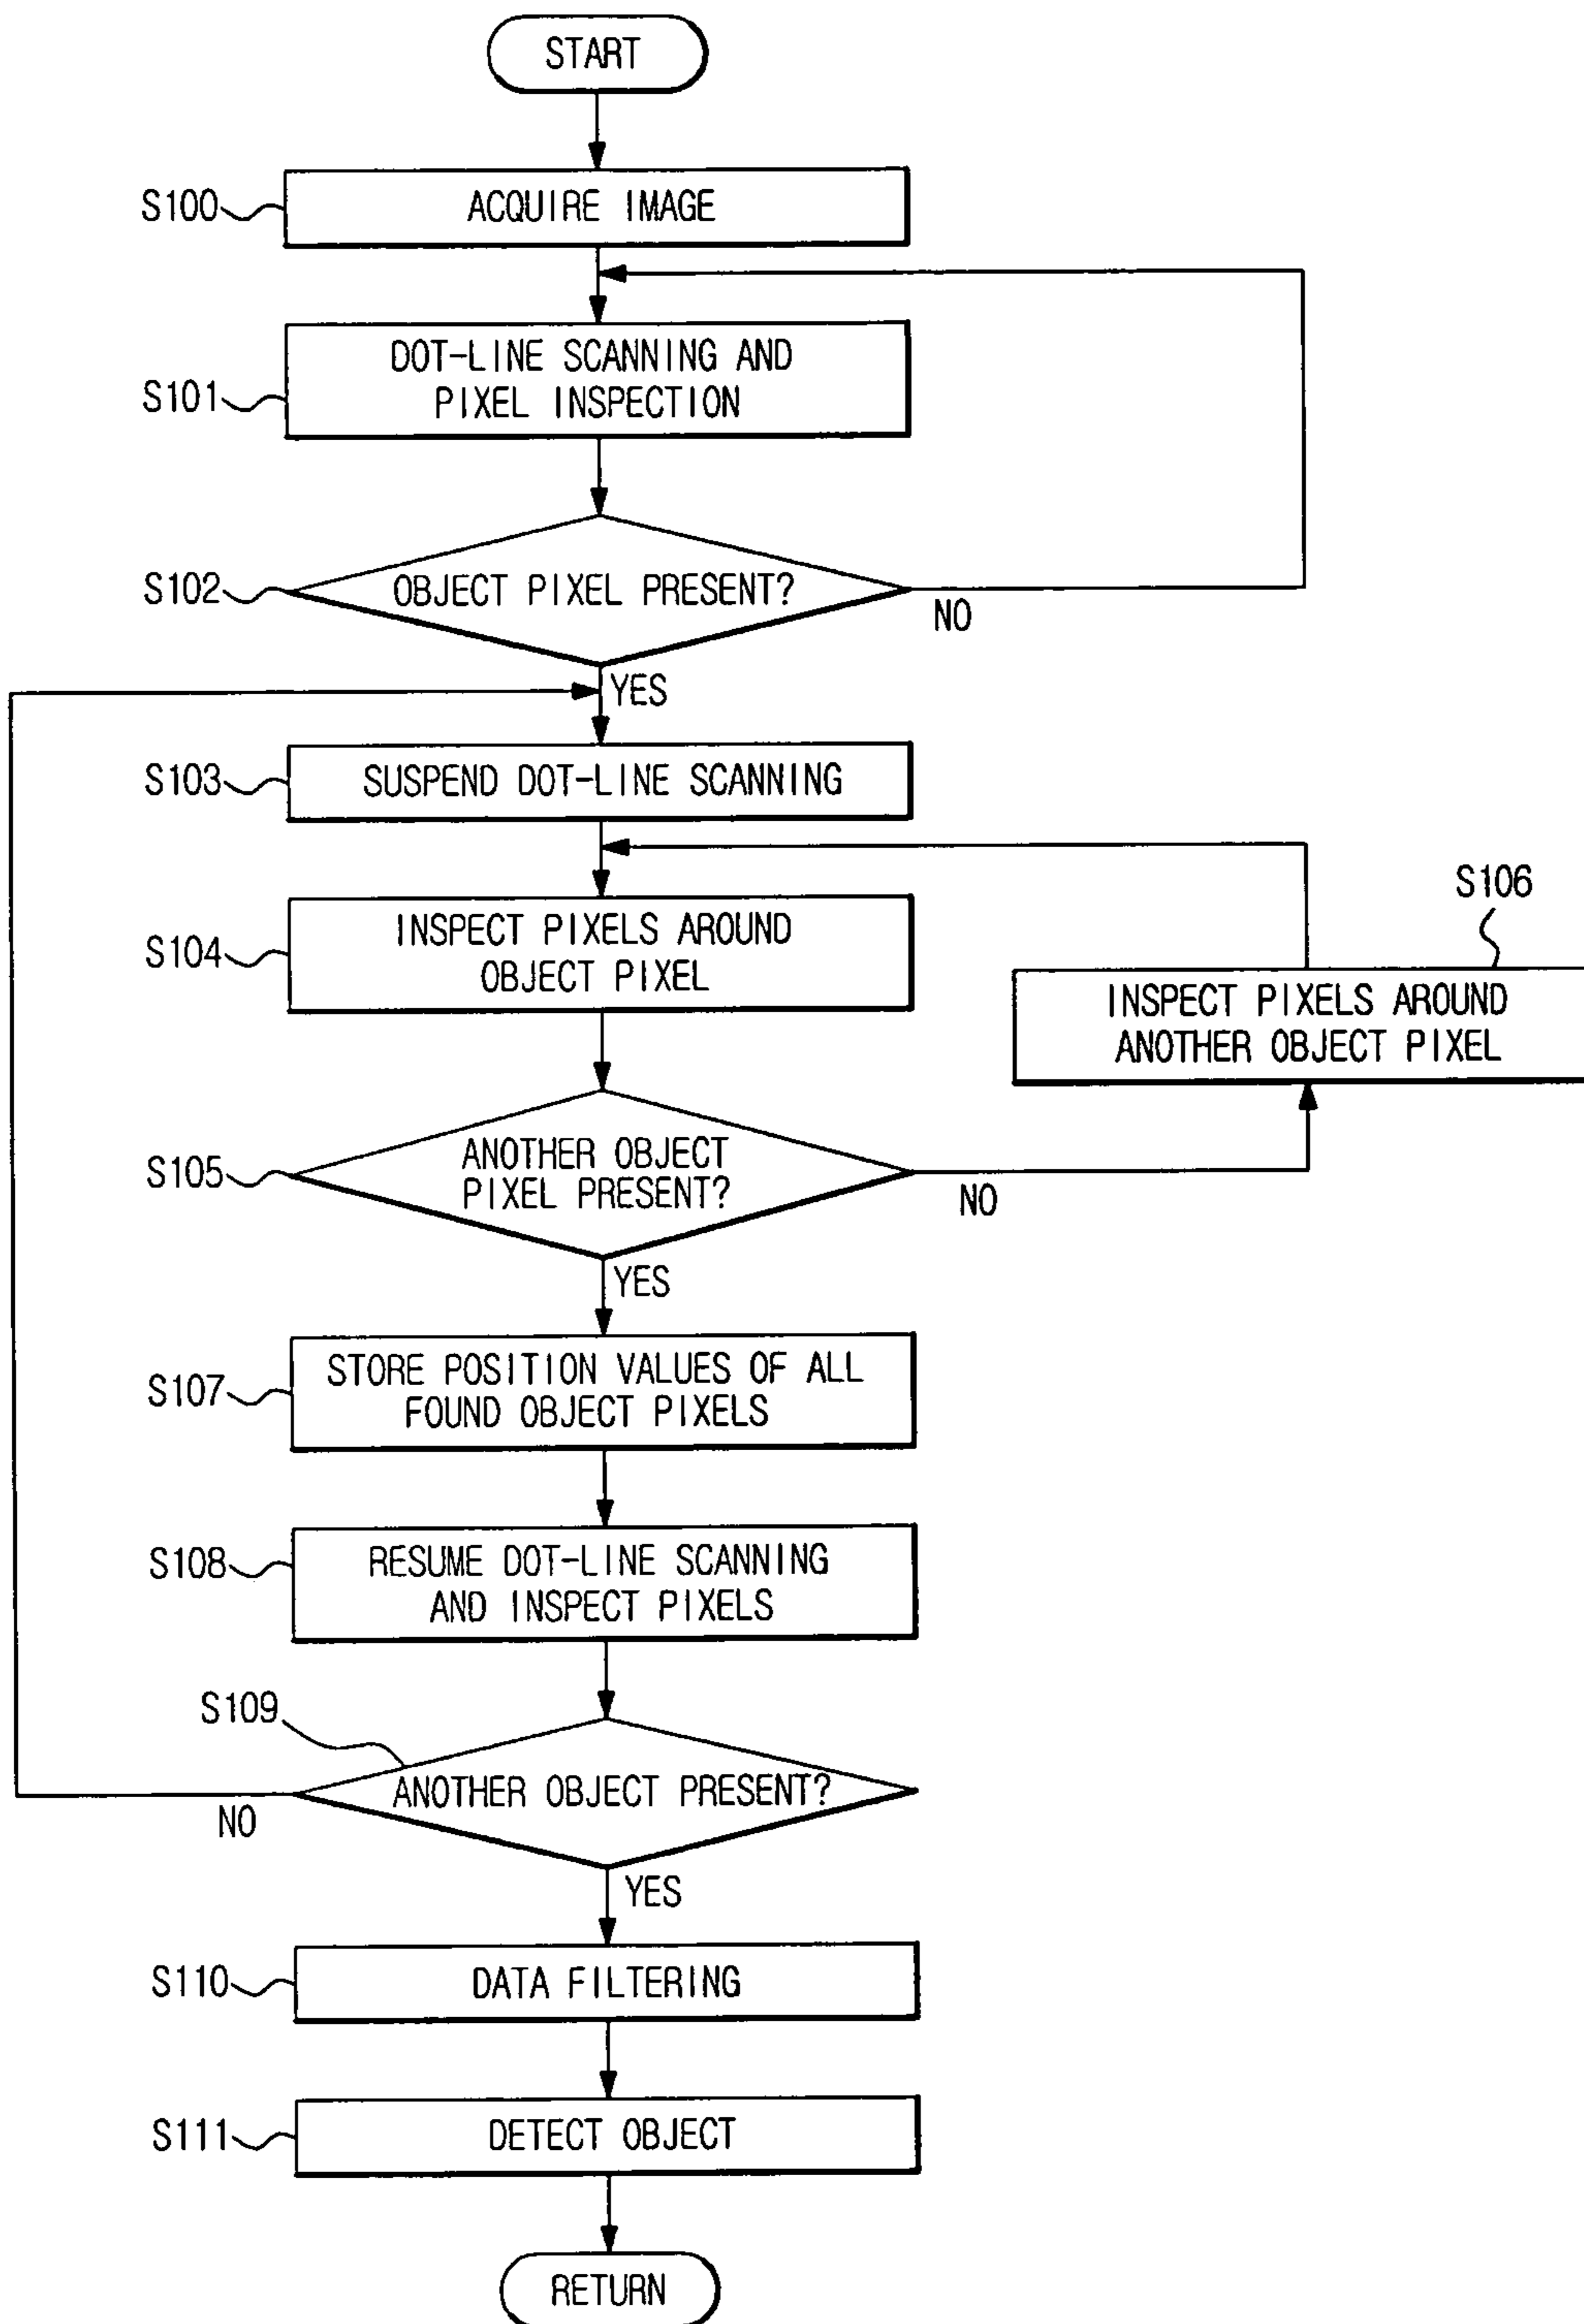 START
S100
ACQUIRE IMAGE
S101
DOT-LINE SCANNING AND
PIXEL INSPECTION
S102
OBJECT PIXEL PRESENT?
NO
YES
S103
SUSPEND DOT-LINE SCANNING
S104
INSPECT PIXELS AROUND
OBJECT PIXEL
S106
INSPECT PIXELS AROUND
ANOTHER OBJECT PIXEL
S105
ANOTHER OBJECT
PIXEL PRESENT?
NO
YES
S107
STORE POSITION VALUES OF ALL
FOUND OBJECT PIXELS
S108
RESUME DOT-LINE SCANNING
AND INSPECT PIXELS
S109
ANOTHER OBJECT PRESENT?
NO
YES
S110
DATA FILTERING
S111
DETECT OBJECT
RETURN